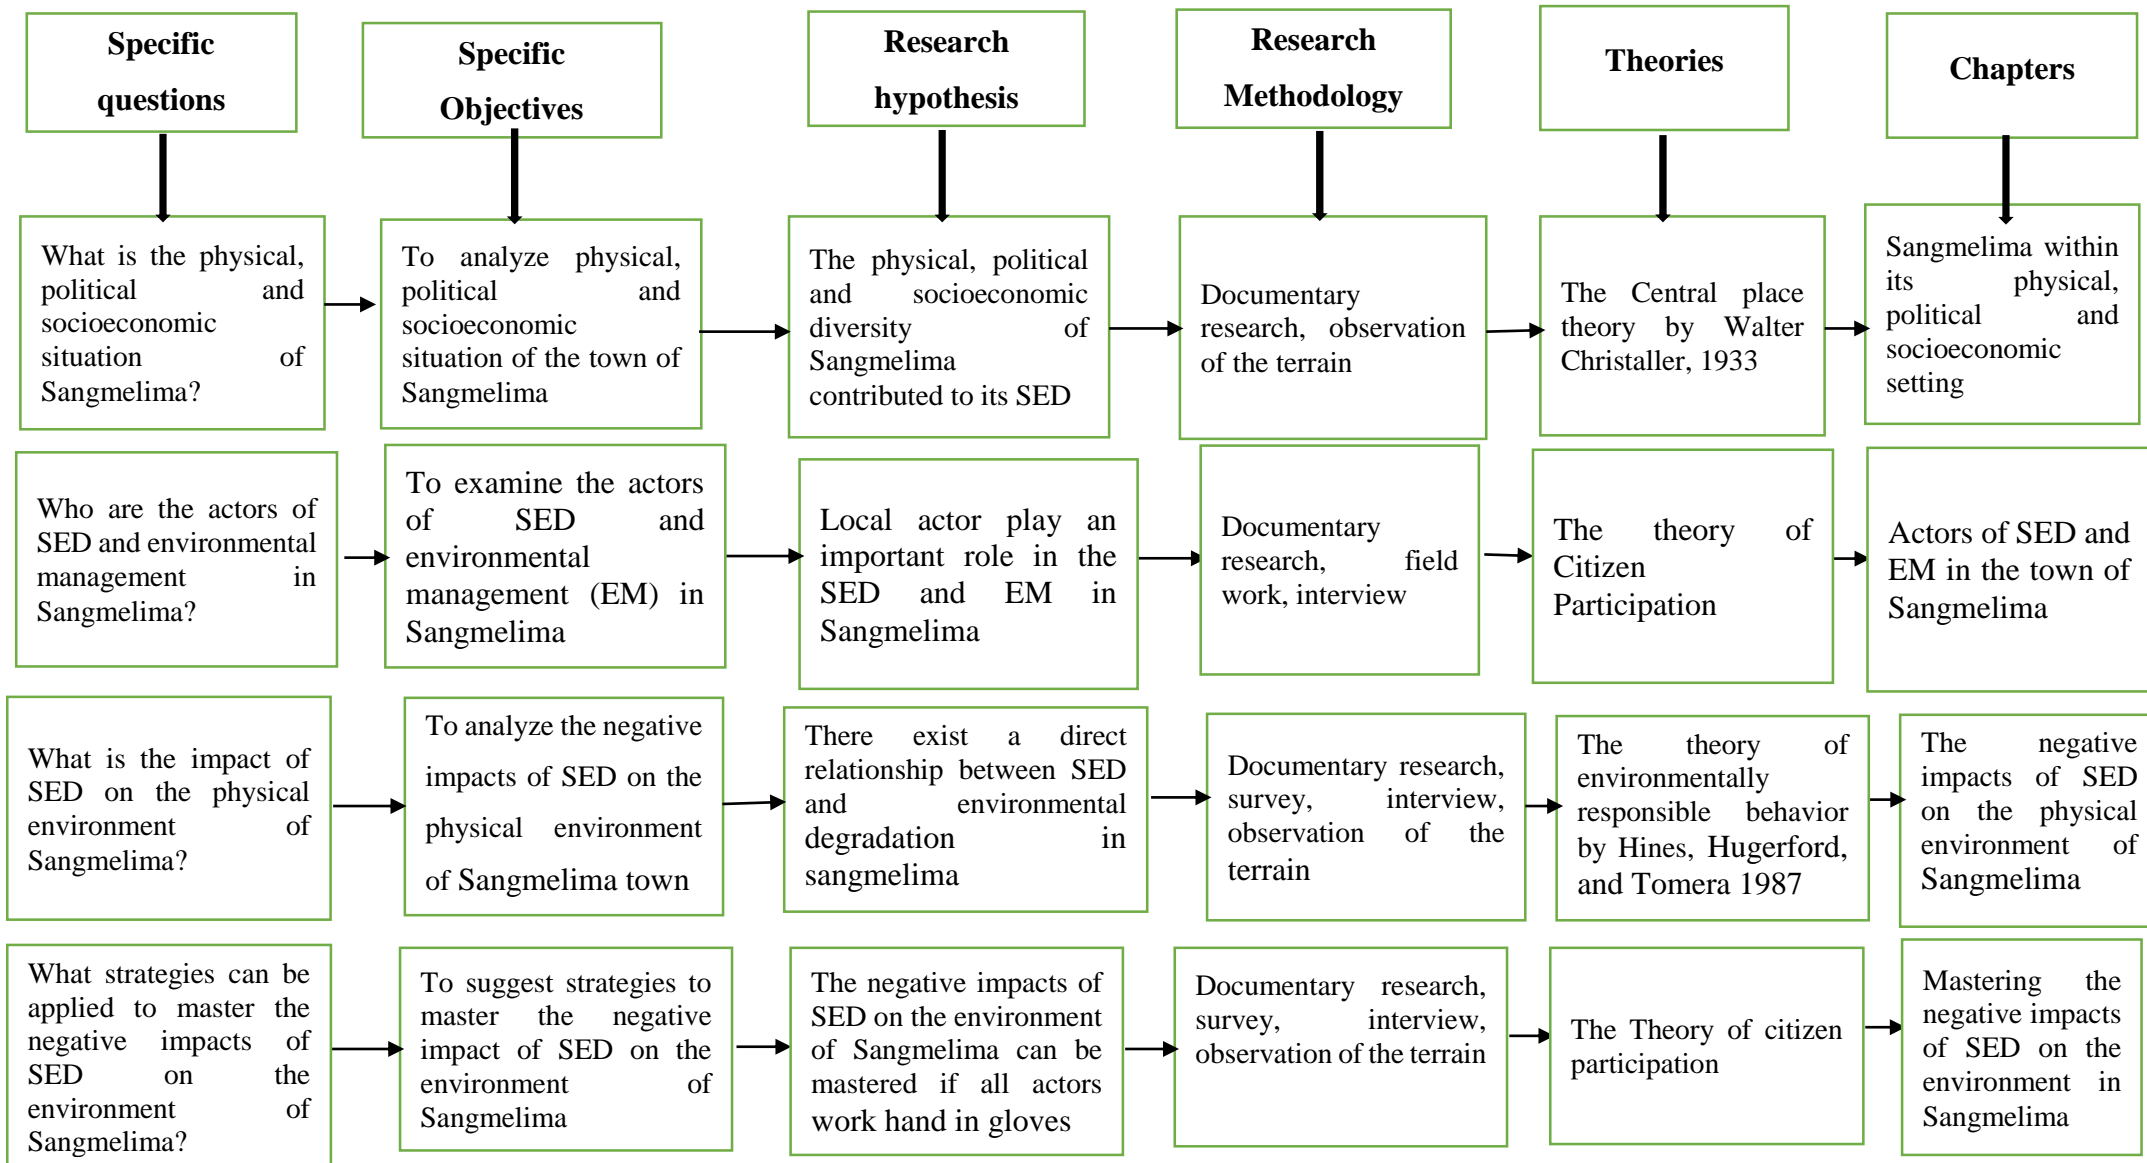 Specific
questions
Specific
Objectives
Research
hypothesis
Research
Methodology
Theories
Chapters
What is the physical,
political and
socioeconomic
situation of
Sangmelima?
To analyze physical,
political and
socioeconomic
situation of the town of
Sangmelima
The physical, political
and socioeconomic
diversity of
Sangmelima
contributed to its SED
Documentary
research, observation
of the terrain
The Central place
theory by Walter
Christaller, 1933
Sangmelima within
its physical,
political and
socioeconomic
setting
Who are the actors of
SED and environmental
management in
Sangmelima?
To examine the actors
of SED and
environmental
management (EM) in
Sangmelima
Local actor play an
important role in the
SED and EM in
Sangmelima
Documentary
research, field
work, interview
The theory of
Citizen
Participation
Actors of SED and
EM in the town of
Sangmelima
What is the impact of
SED on the physical
environment of
Sangmelima?
To analyze the negative
impacts of SED on the
physical environment
of Sangmelima town
There exist a direct
relationship between SED
and environmental
degradation in
sangmelima
Documentary research,
survey, interview,
observation of the
terrain
The theory of
environmentally
responsible behavior
by Hines, Hugerford,
and Tomera 1987
The negative
impacts of SED
on the physical
environment of
Sangmelima
What strategies can be
applied to master the
negative impacts of
SED on the
environment of
Sangmelima?
To suggest strategies to
master the negative
impact of SED on the
environment of
Sangmelima
The negative impacts of
SED on the environment
of Sangmelima can be
mastered if all actors
work hand in gloves
Documentary research,
survey, interview,
observation of the terrain
The Theory of citizen
participation
Mastering the
negative impacts
of SED on the
environment in
Sangmelima